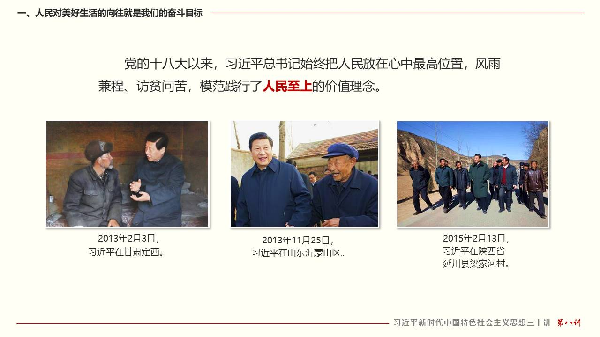 一、人民对美好生活的向往就是我们的奋斗目标
党的十八大以来，习近平总书记始终把人民放在心中最高位置，风雨
兼程、访贫问苦，模范践行了人民至上的价值理念。
2013年2月3日，
习近平在甘肃定西。
2013年11月25日，
习近平在山东沂蒙山区。
2015年2月13日，
习近平在陕西省
延川县梁家河村。
习近平新时代中国特色社会主义思想三十讲 第八讲